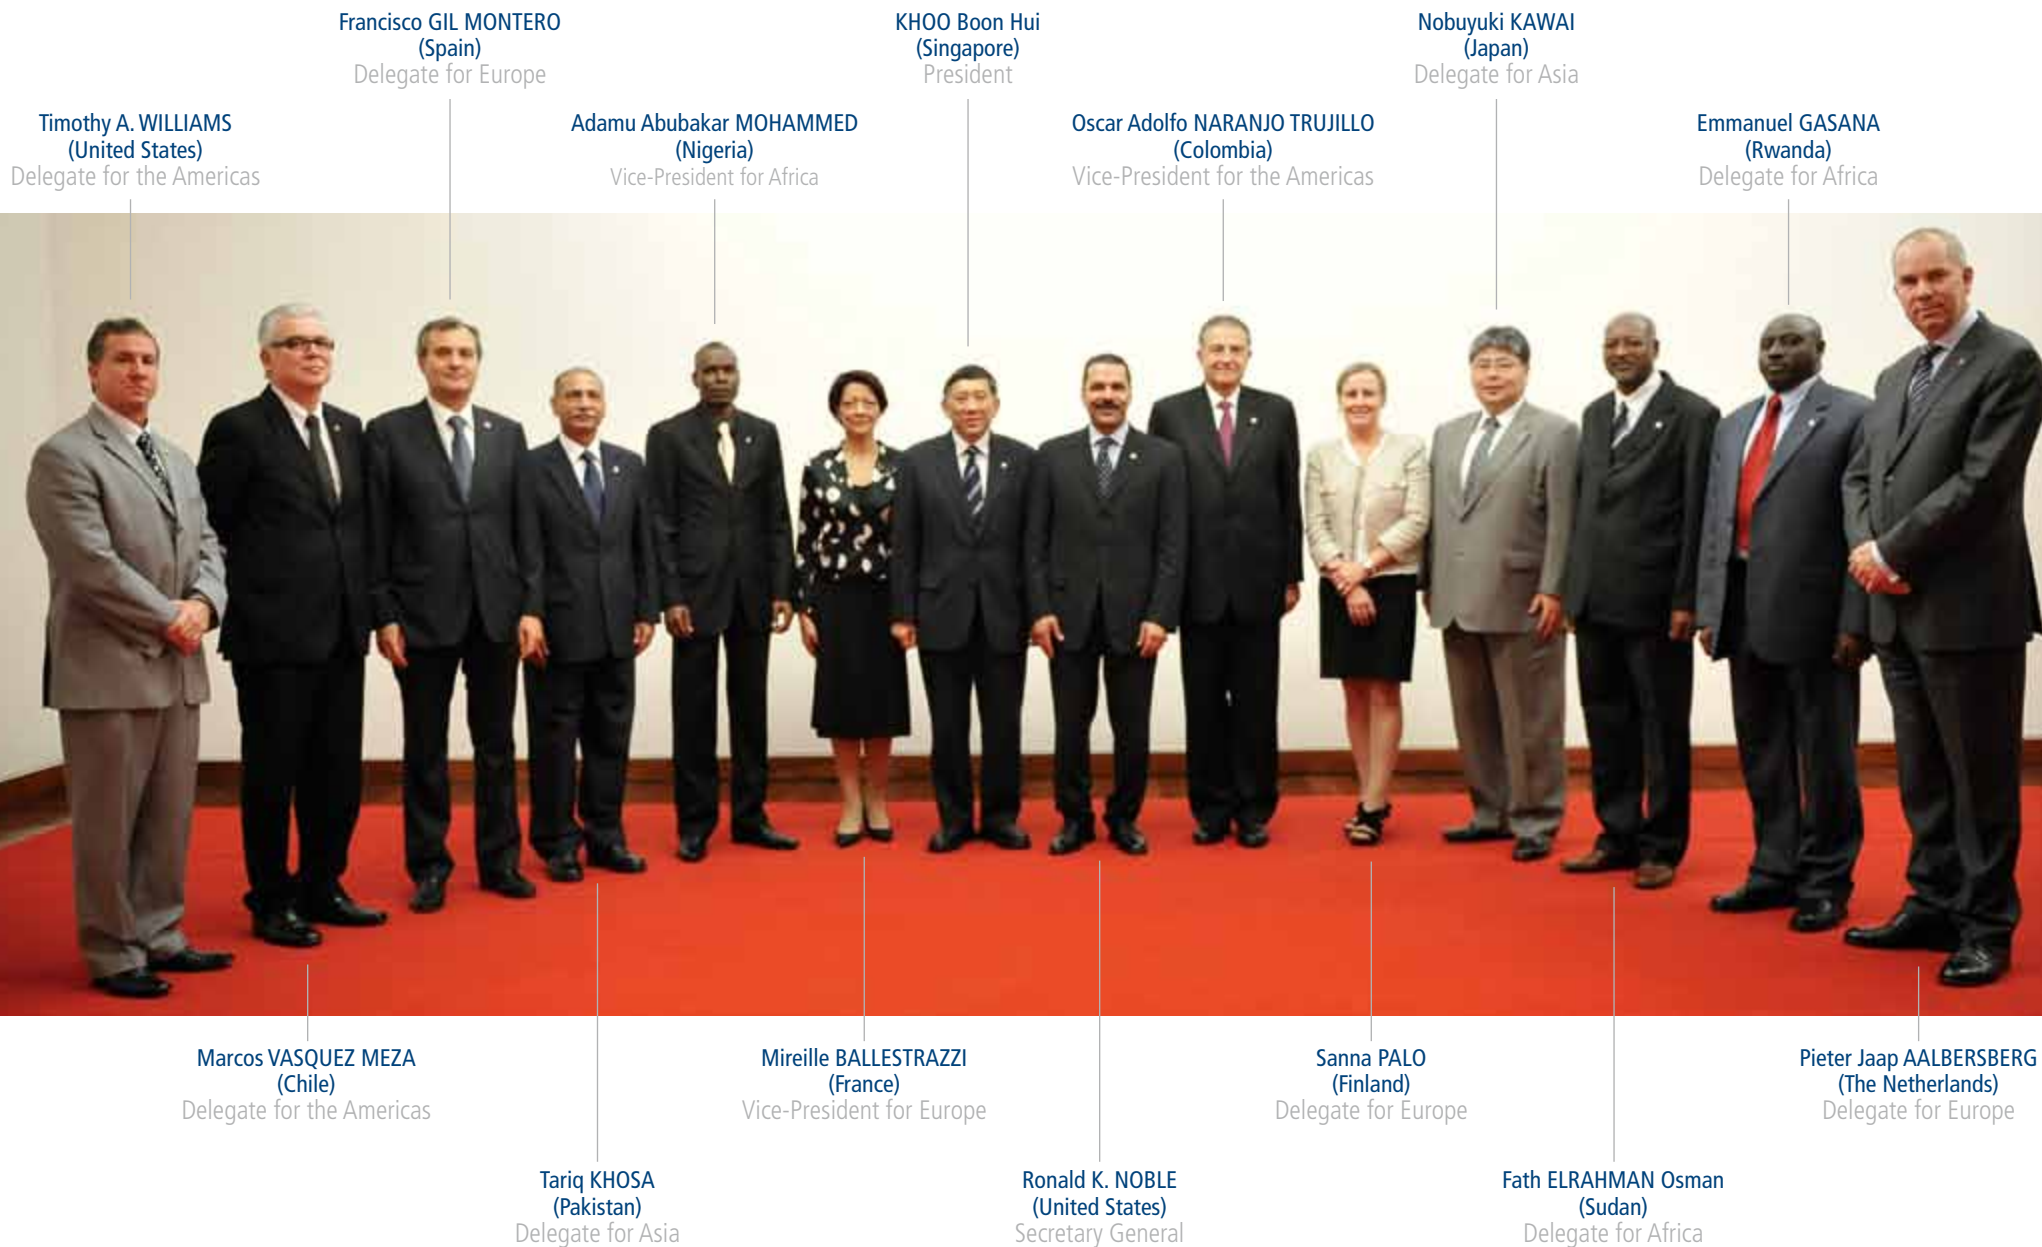 Francisco GIL MONTERO
(Spain)
Delegate for Europe
KHOO Boon Hui
(Singapore)
President
Nobuyuki KAWAI
(Japan)
Delegate for Asia
Timothy A. WILLIAMS
(United States)
Delegate for the Americas
Adamu Abubakar MOHAMMED
(Nigeria)
Vice-President for Africa
Oscar Adolfo NARANJO TRUJILLO
(Colombia)
Vice-President for the Americas
Emmanuel GASANA
(Rwanda)
Delegate for Africa
Marcos VASQUEZ MEZA
(Chile)
Delegate for the Americas
Mireille BALLESTRAZZI
(France)
Vice-President for Europe
Sanna PALO
(Finland)
Delegate for Europe
Pieter Jaap AALBERSBERG
(The Netherlands)
Delegate for Europe
Tariq KHOSA
(Pakistan)
Delegate for Asia
Ronald K. NOBLE
(United States)
Secretary General
Fath ELRAHMAN Osman
(Sudan)
Delegate for Africa